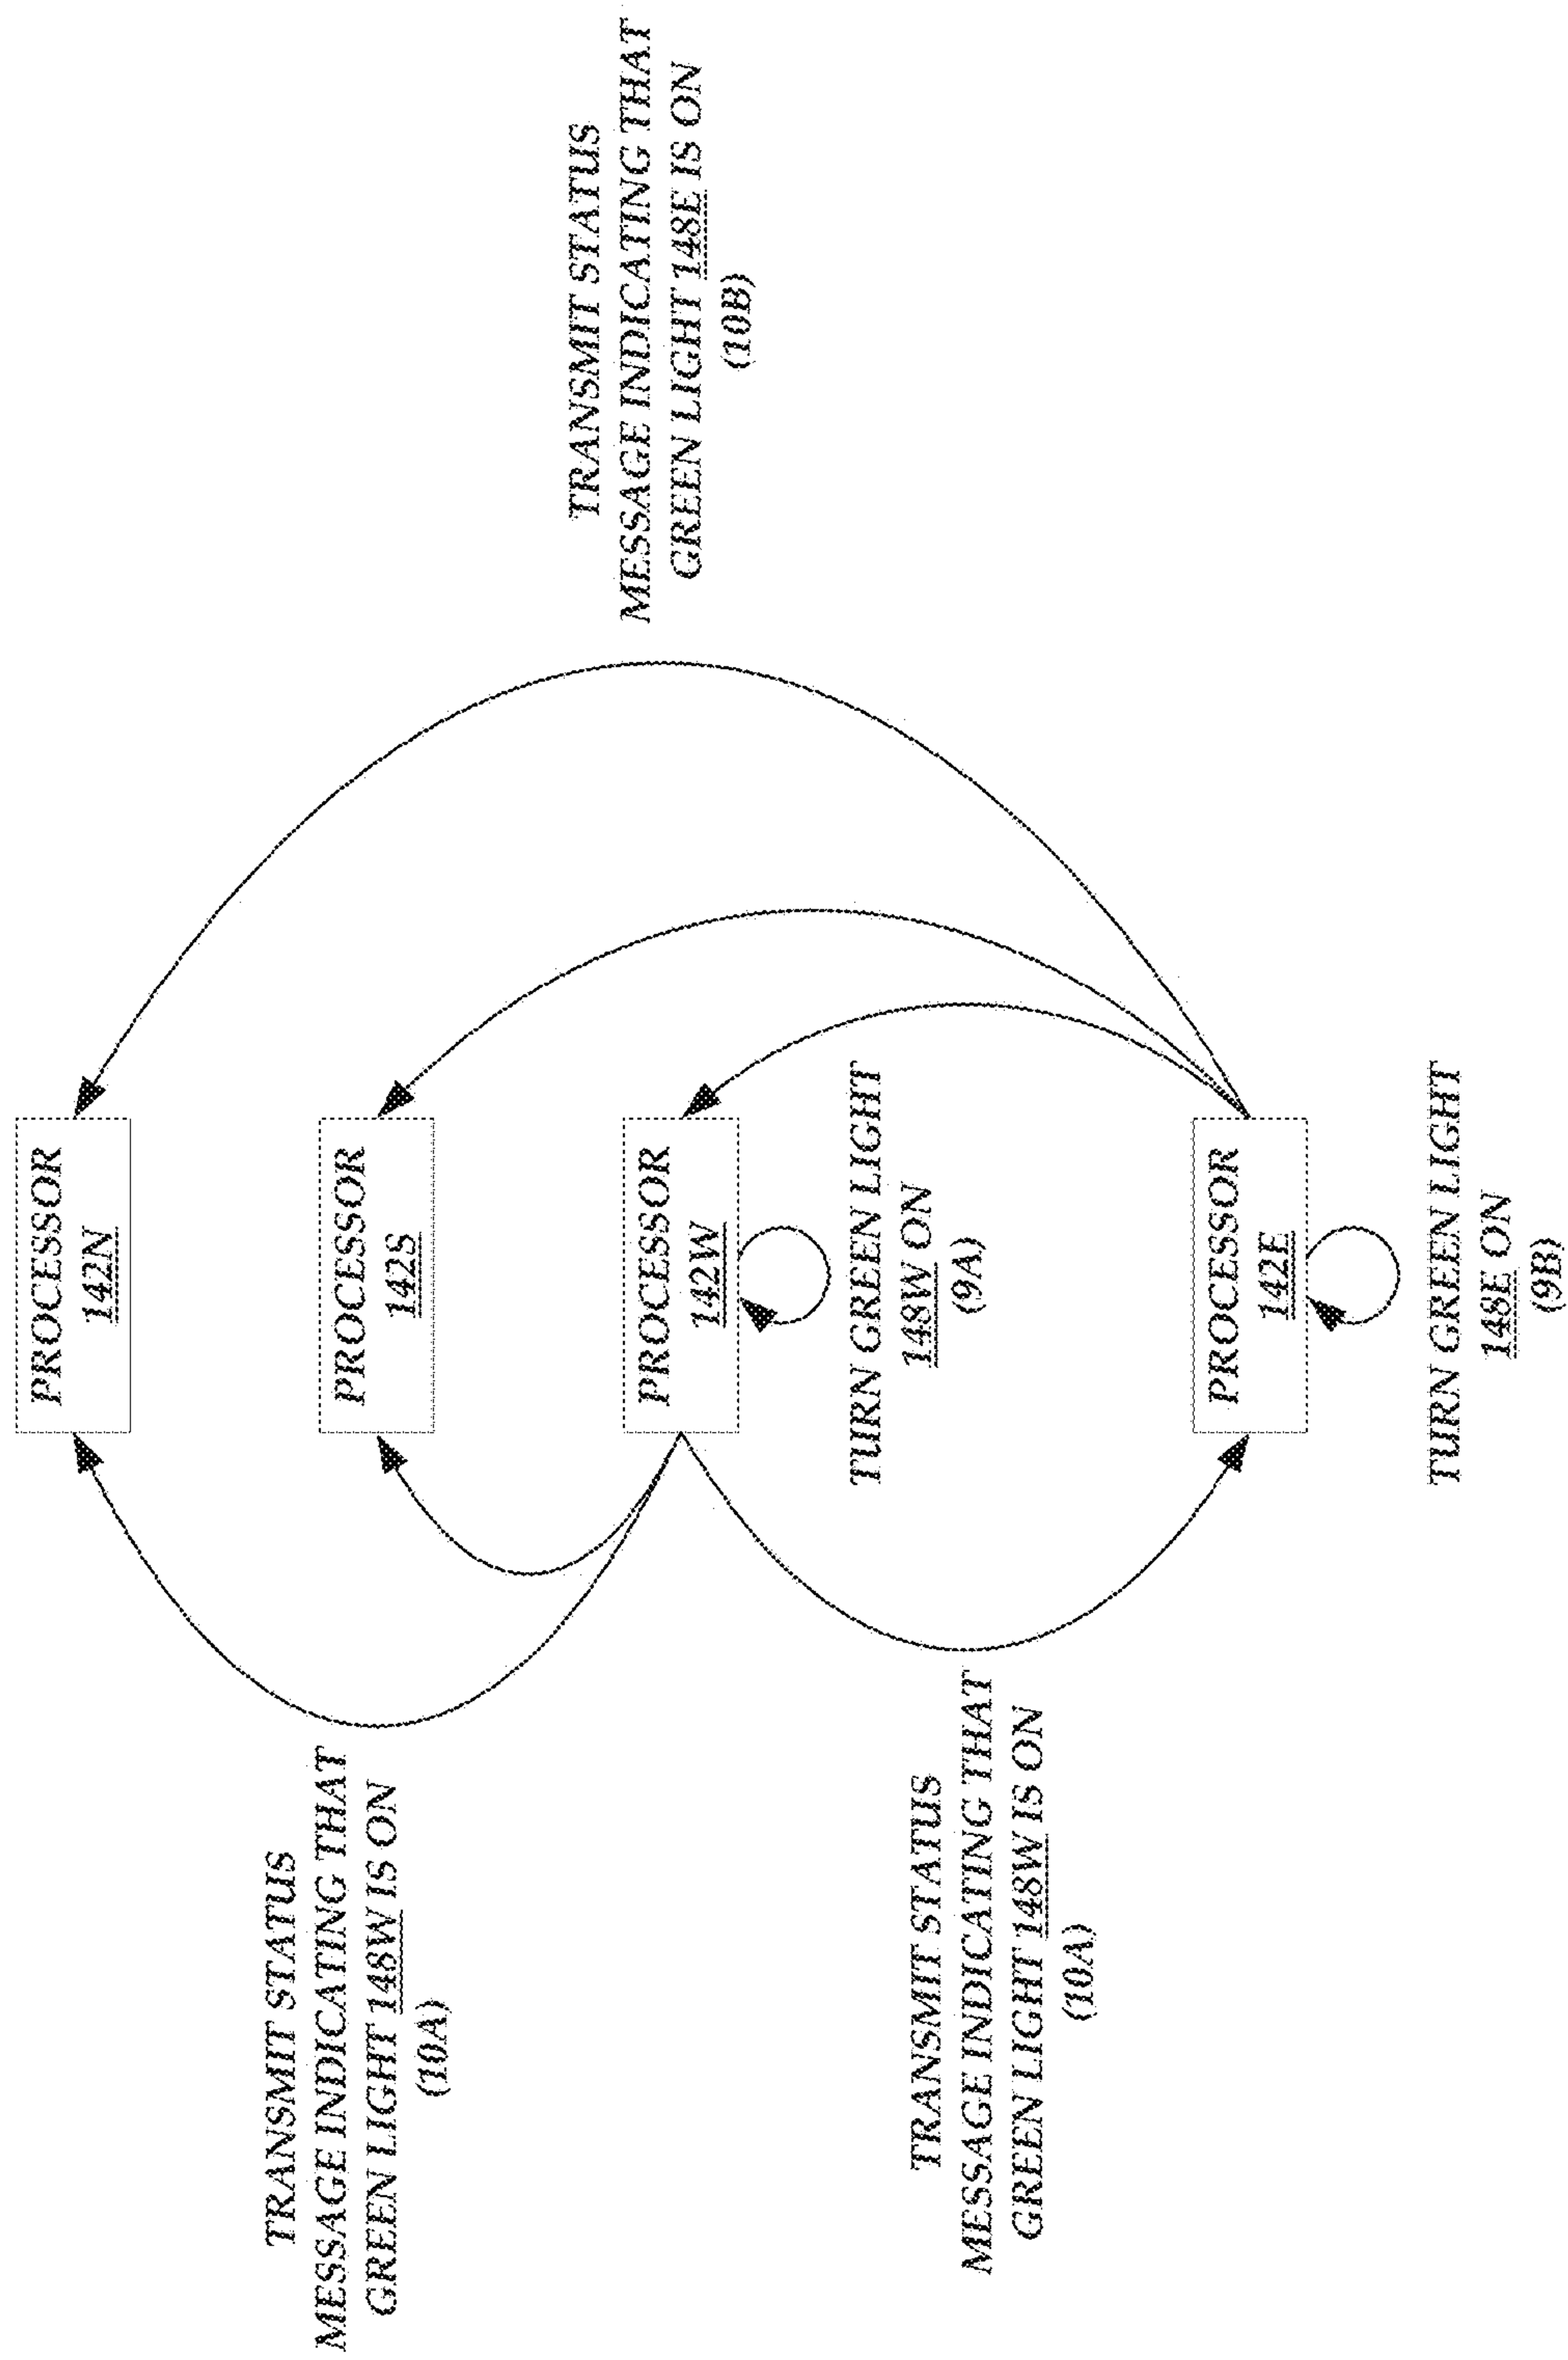 PROCESSOR
142N
PROCESSOR
142S
PROCESSOR
142W
PROCESSOR
142E
TRANSMIT STATUS
MESSAGE INDICATING THAT
GREEN LIGHT 148W IS ON
(10A)
TRANSMIT STATUS
MESSAGE INDICATING THAT
GREEN LIGHT 148W IS ON
(10A)
TURN GREEN LIGHT
148W ON
(9A)
TURN GREEN LIGHT
148E ON
(9B)
TRANSMIT STATUS
MESSAGE INDICATING THAT
GREEN LIGHT 148E IS ON
(10B)